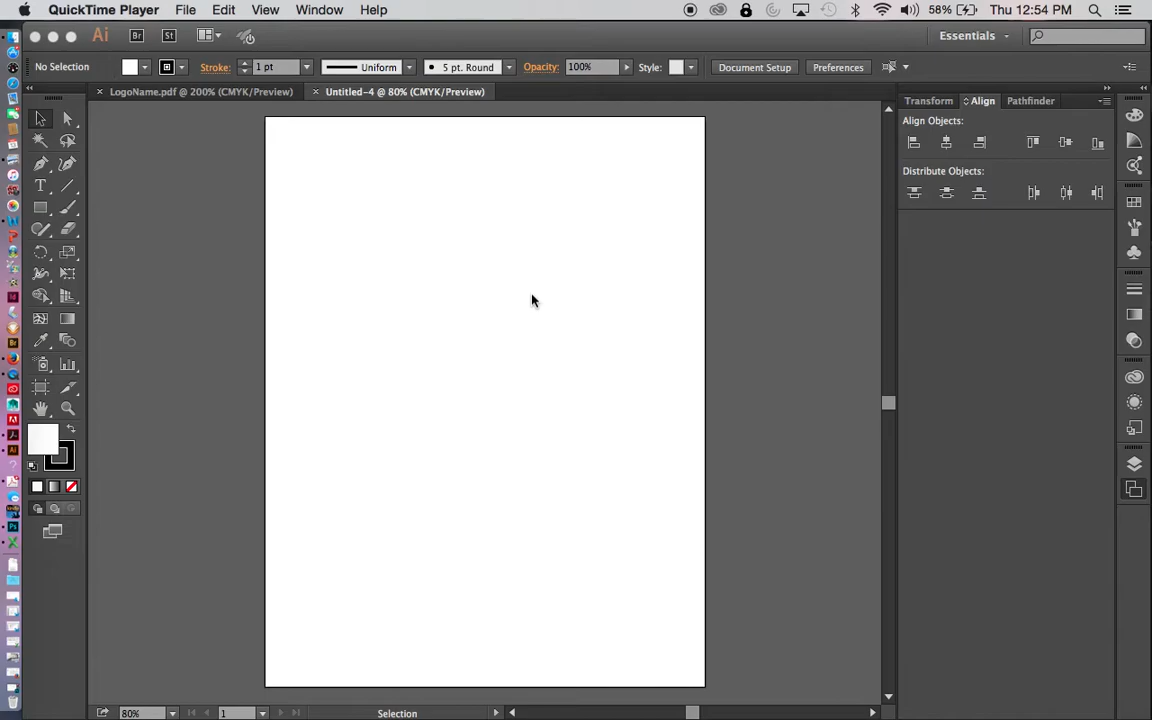 QuickTime Player File Edit View Window Help 58% Thu 12:54 PM
Ai Br St Essentials
No Selection Stroke: 1 pt Uniform 5 pt. Round Opacity: 100% Style: Document Setup Preferences
LogoName.pdf @ 200% (CMYK/Preview) Untitled-4 @ 80% (CMYK/Preview)
Transform Align Pathfinder
Align Objects:
Distribute Objects:
T
80% 1 Selection